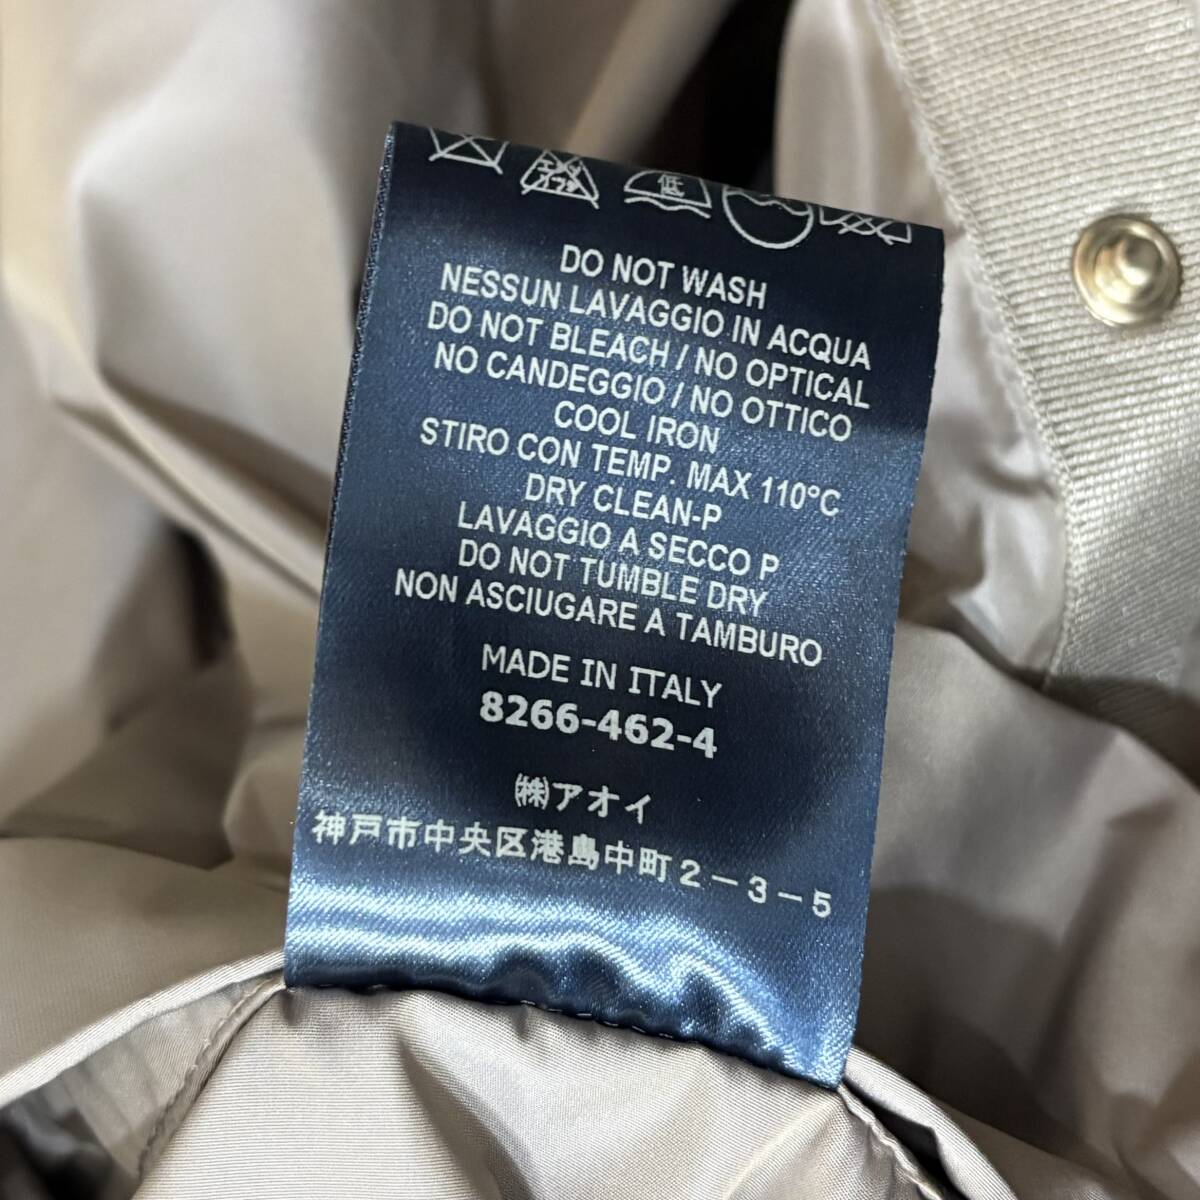 低
DO NOT WASH
NESSUN LAVAGGIO IN ACQUA
DO NOT BLEACH / NO OPTICAL
NO CANDEGGIO / NO OTTICO
COOL IRON
STIRO CON TEMP. MAX 110°C
DRY CLEAN-P
LAVAGGIO A SECCO P
DO NOT TUMBLE DRY
NON ASCIUGARE A TAMBURO
MADE IN ITALY
8266-462-4
㈱アオイ
神戸市中央区港島中町2-3-5